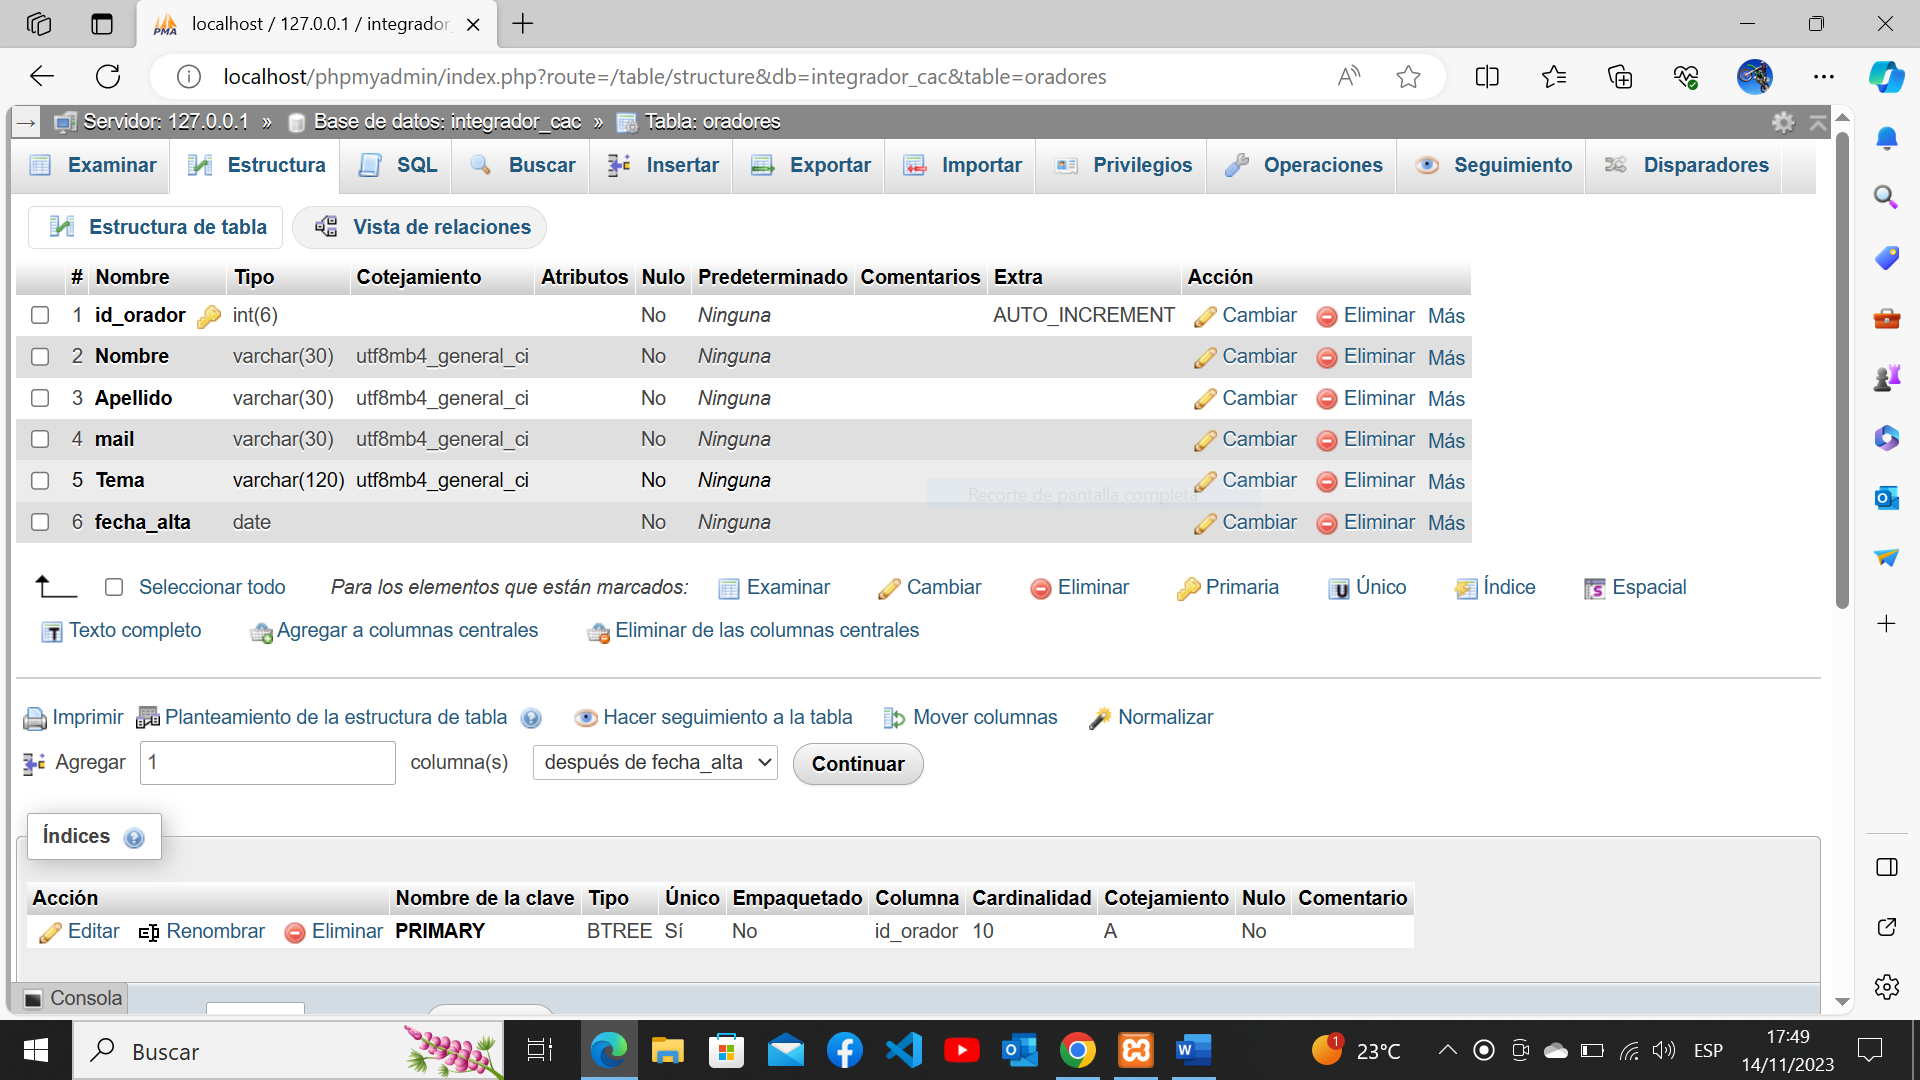 localhost / 127.0.0.1 / integrador_
localhost/phpmyadmin/index.php?route=/table/structure&db=integrador_cac&table=oradores
Servidor: 127.0.0.1 » Base de datos: integrador_cac » Tabla: oradores
Examinar Estructura SQL Buscar Insertar Exportar Importar Privilegios Operaciones Seguimiento Disparadores
Estructura de tabla Vista de relaciones
# Nombre Tipo Cotejamiento Atributos Nulo Predeterminado Comentarios Extra Acción
1 id_orador int(6) No Ninguna AUTO_INCREMENT Cambiar Eliminar Más
2 Nombre varchar(30) utf8mb4_general_ci No Ninguna Cambiar Eliminar Más
3 Apellido varchar(30) utf8mb4_general_ci No Ninguna Cambiar Eliminar Más
4 mail varchar(30) utf8mb4_general_ci No Ninguna Cambiar Eliminar Más
5 Tema varchar(120) utf8mb4_general_ci No Ninguna Cambiar Eliminar Más
Recorte de pantalla completa
6 fecha_alta date No Ninguna Cambiar Eliminar Más
Seleccionar todo Para los elementos que están marcados: Examinar Cambiar Eliminar Primaria Único Índice Espacial
Texto completo Agregar a columnas centrales Eliminar de las columnas centrales
Imprimir Planteamiento de la estructura de tabla Hacer seguimiento a la tabla Mover columnas Normalizar
Agregar 1 columna(s) después de fecha_alta Continuar
Índices
Acción Nombre de la clave Tipo Único Empaquetado Columna Cardinalidad Cotejamiento Nulo Comentario
Editar Renombrar Eliminar PRIMARY BTREE Sí No id_orador 10 A No
Consola
Buscar 1 23°C ESP 17:49
14/11/2023